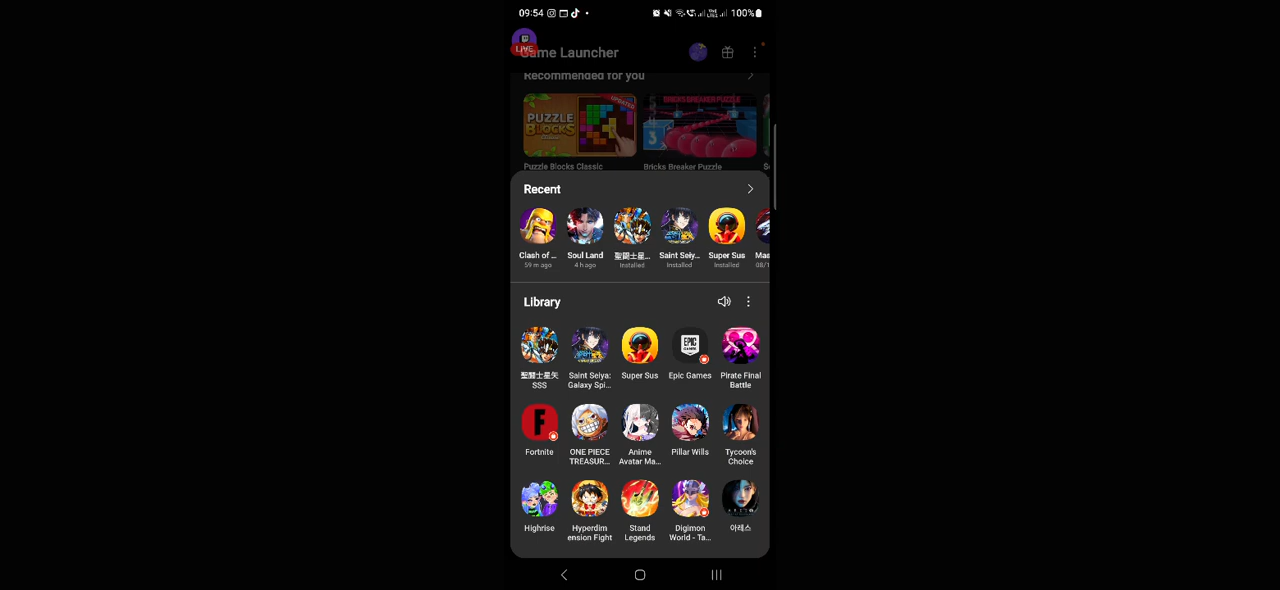 09:54
100%
LIVE
Game Launcher
Recommended for you
UPDATED
PUZZLE
BLOCKS
BRICKS BREAKER PUZZLE
3
Puzzle Blocks Classic
Bricks Breaker Puzzle
Recent
Clash of ...
Soul Land
聖闘士星...
Saint Seiy...
Super Sus
59 m ago
4 h ago
Installed
Installed
Installed
08/1
Library
EPIC
GAMES
聖闘士星矢
SSS
Saint Seiya:
Galaxy Spi...
Super Sus
Epic Games
Pirate Final
Battle
F
Fortnite
ONE PIECE
TREASUR...
Anime
Avatar Ma...
Pillar Wills
Tycoon's
Choice
Highrise
Hyperdim
ension Fight
Stand
Legends
Digimon
World - Ta...
아레스